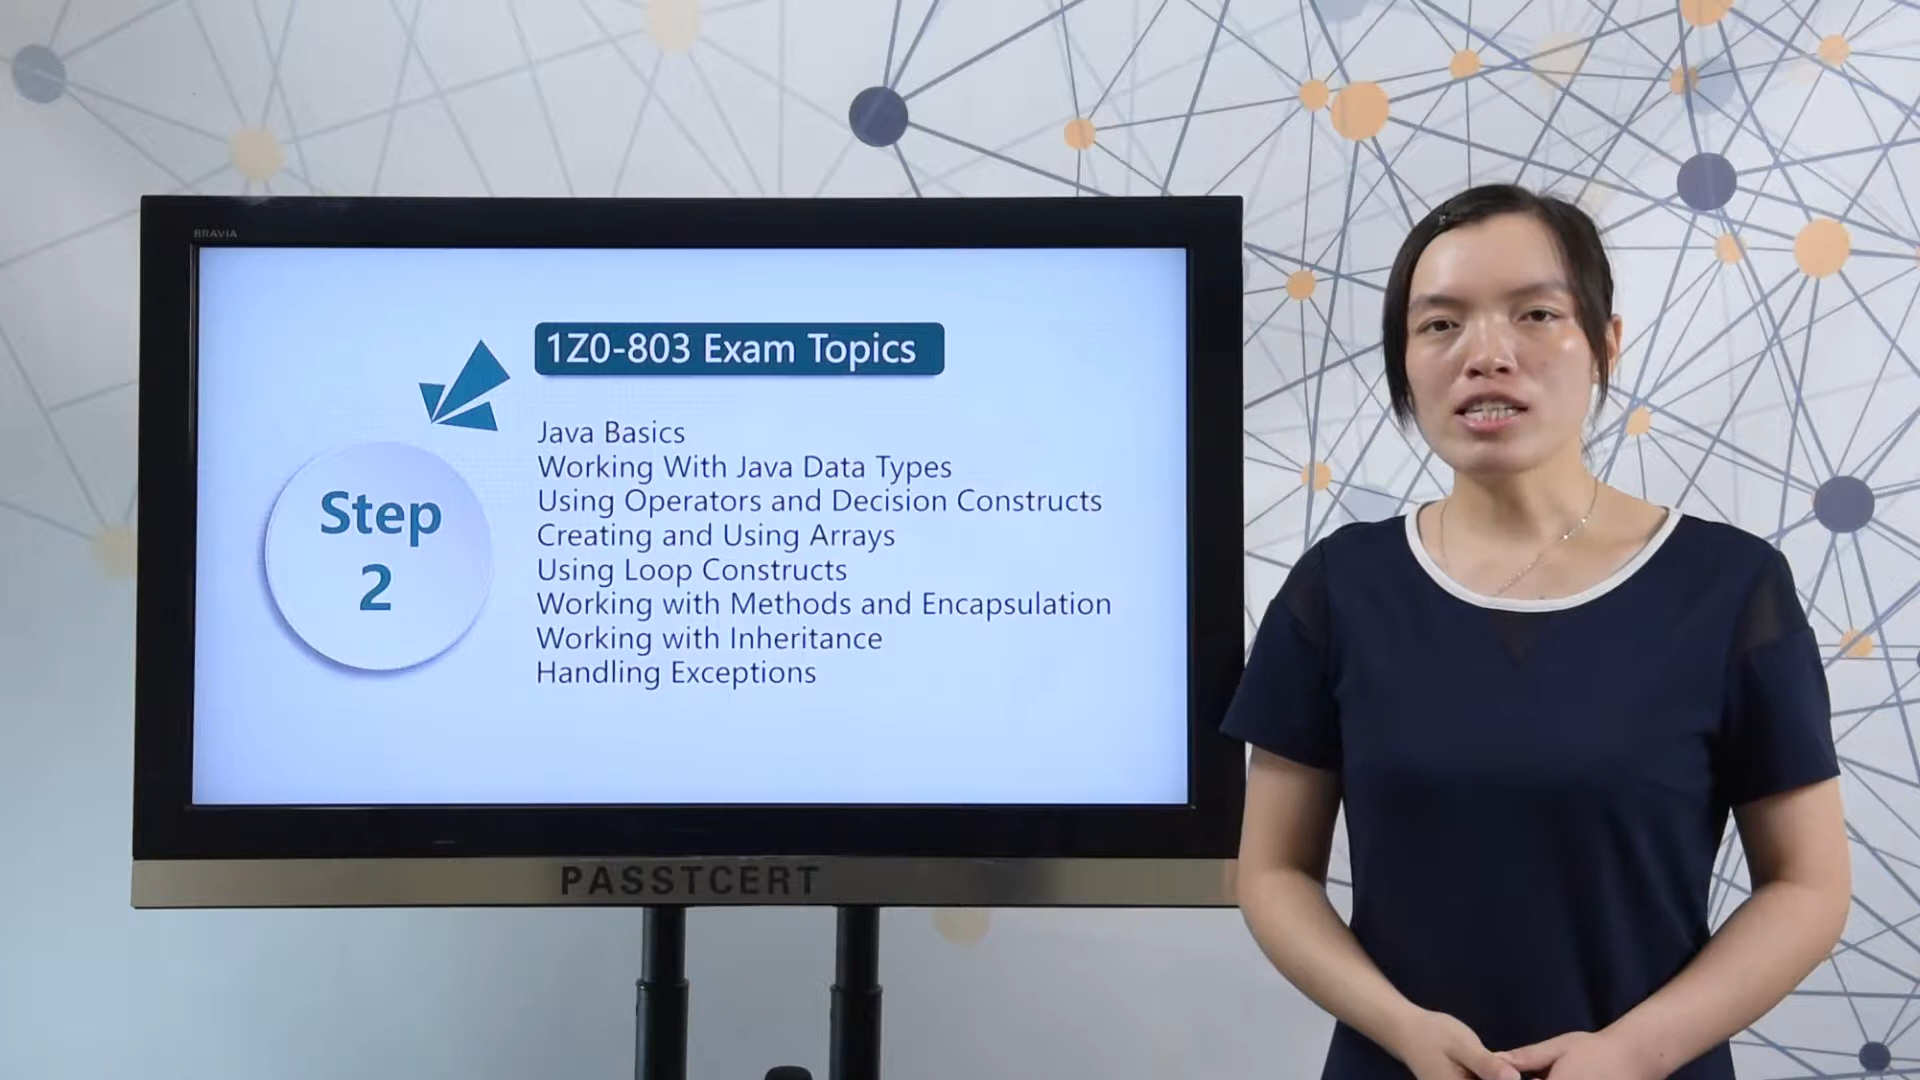 BRAVIA
1Z0-803 Exam Topics
Step
2
Java Basics
Working With Java Data Types
Using Operators and Decision Constructs
Creating and Using Arrays
Using Loop Constructs
Working with Methods and Encapsulation
Working with Inheritance
Handling Exceptions
PASSTCERT